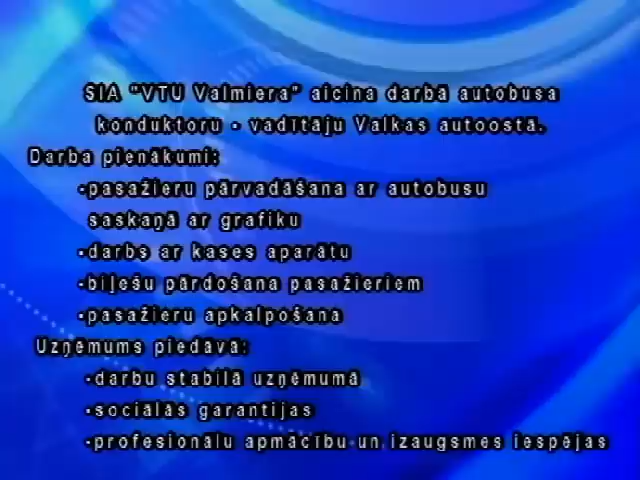 SIA "VTU Valmiera" aicina darbā autobusa
konduktoru - vadītāju Valkas autoostā.
Darba pienākumi:
-pasažieru pārvadāšana ar autobusu
saskaņā ar grafiku
-darbs ar kases aparātu
-biļešu pārdošana pasažieriem
-pasažieru apkalpošana
Uzņēmums piedāvā:
-darbu stabilā uzņēmumā
-sociālās garantijas
-profesionālu apmācību un izaugsmes iespējas